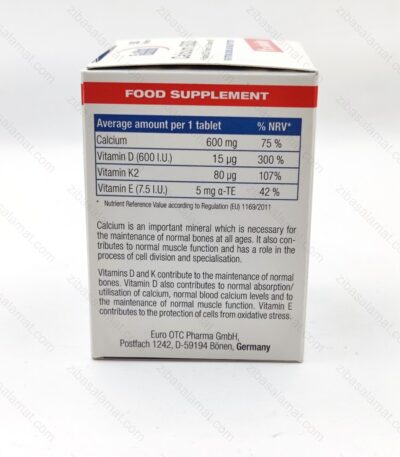 FOOD SUPPLEMENT
Average amount per 1 tablet % NRV*
Calcium 600 mg 75 %
Vitamin D (600 I.U.) 15 µg 300 %
Vitamin K2 80 µg 107%
Vitamin E (7.5 I.U.) 5 mg α-TE 42 %
* Nutrient Reference Value according to Regulation (EU) 1169/2011
Calcium is an important mineral which is necessary for
the maintenance of normal bones at all ages. It also con-
tributes to normal muscle function and has a role in the
process of cell division and specialisation.
Vitamins D and K contribute to the maintenance of normal
bones. Vitamin D also contributes to normal absorption/
utilisation of calcium, normal blood calcium levels and to
the maintenance of normal muscle function. Vitamin E
contributes to the protection of cells from oxidative stress.
Euro OTC Pharma GmbH,
Postfach 1242, D-59194 Bönen, Germany
zibasalamat.com